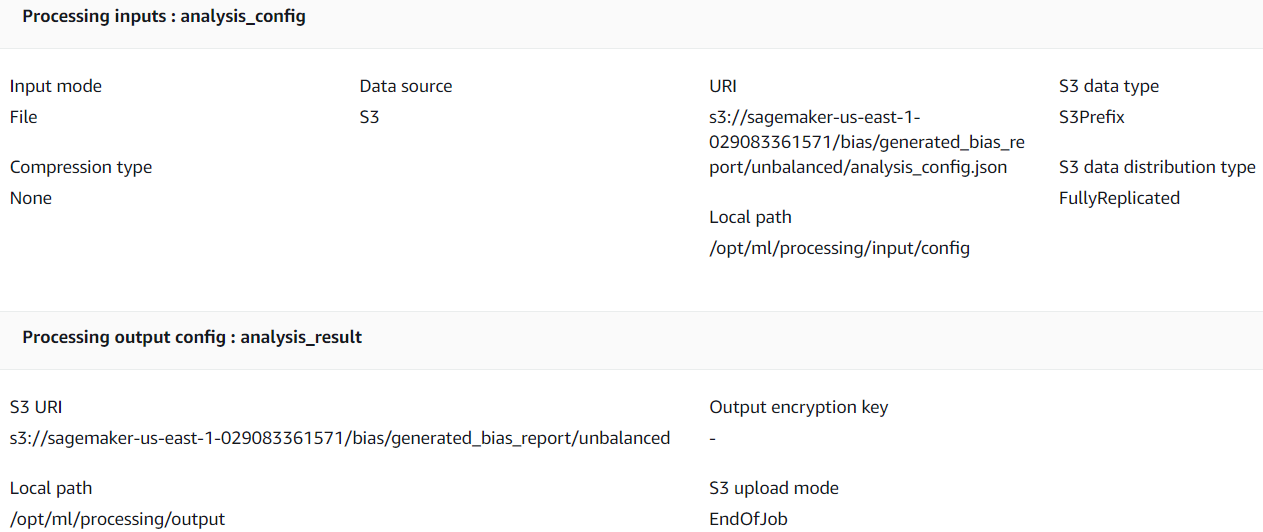 Processing inputs : analysis_config
Input mode
File
Compression type
None
Data source
S3
URI
s3://sagemaker-us-east-1-
029083361571/bias/generated_bias_re
port/unbalanced/analysis_config.json
Local path
/opt/ml/processing/input/config
S3 data type
S3Prefix
S3 data distribution type
FullyReplicated
Processing output config : analysis_result
S3 URI
s3://sagemaker-us-east-1-029083361571/bias/generated_bias_report/unbalanced
Local path
/opt/ml/processing/output
Output encryption key
-
S3 upload mode
EndOfJob